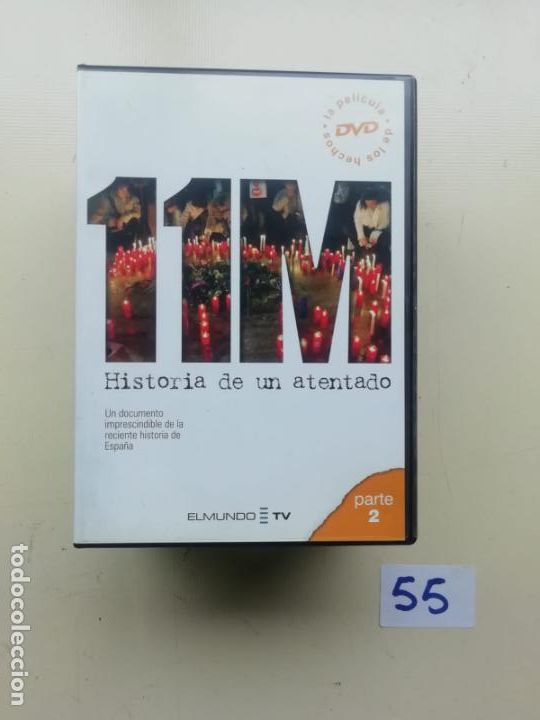 la película • de los hechos •
DVD
11M
Historia de un atentado
Un documento
imprescindible de la
reciente historia de
España
ELMUNDO TV
parte
2
55
todocoleccion